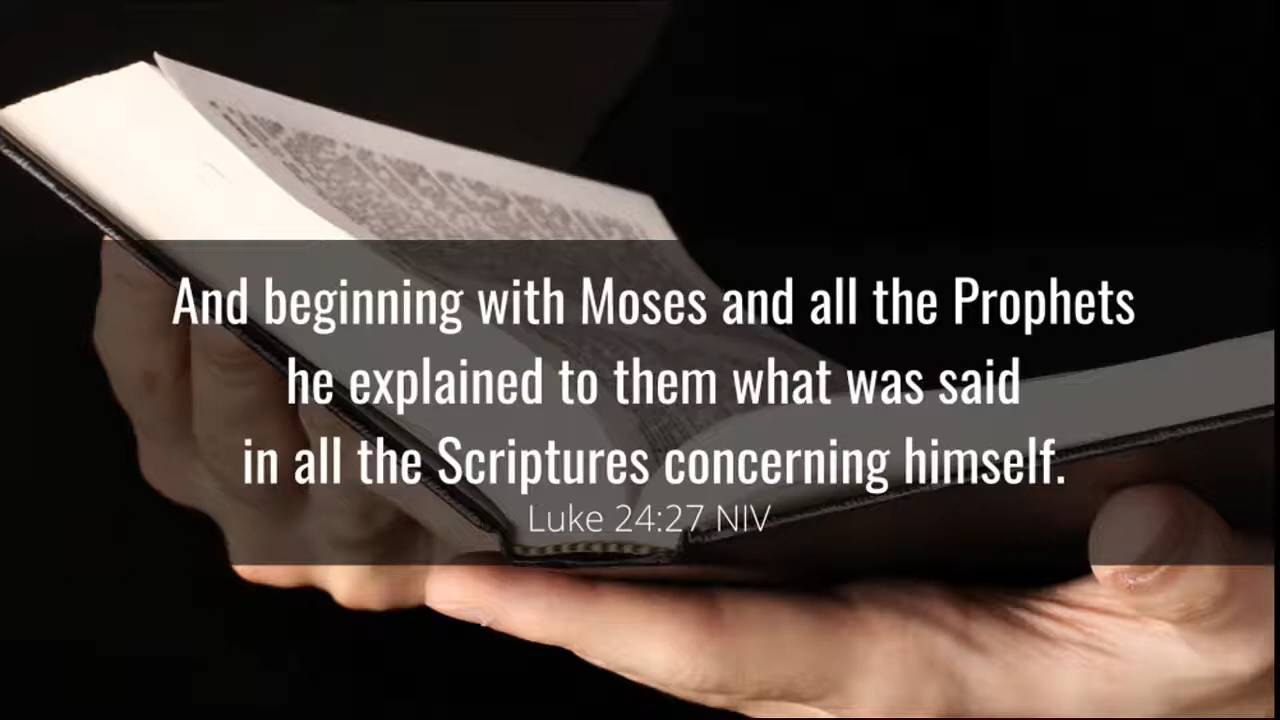 And beginning with Moses and all the Prophets
he explained to them what was said
in all the Scriptures concerning himself.
Luke 24:27 NIV